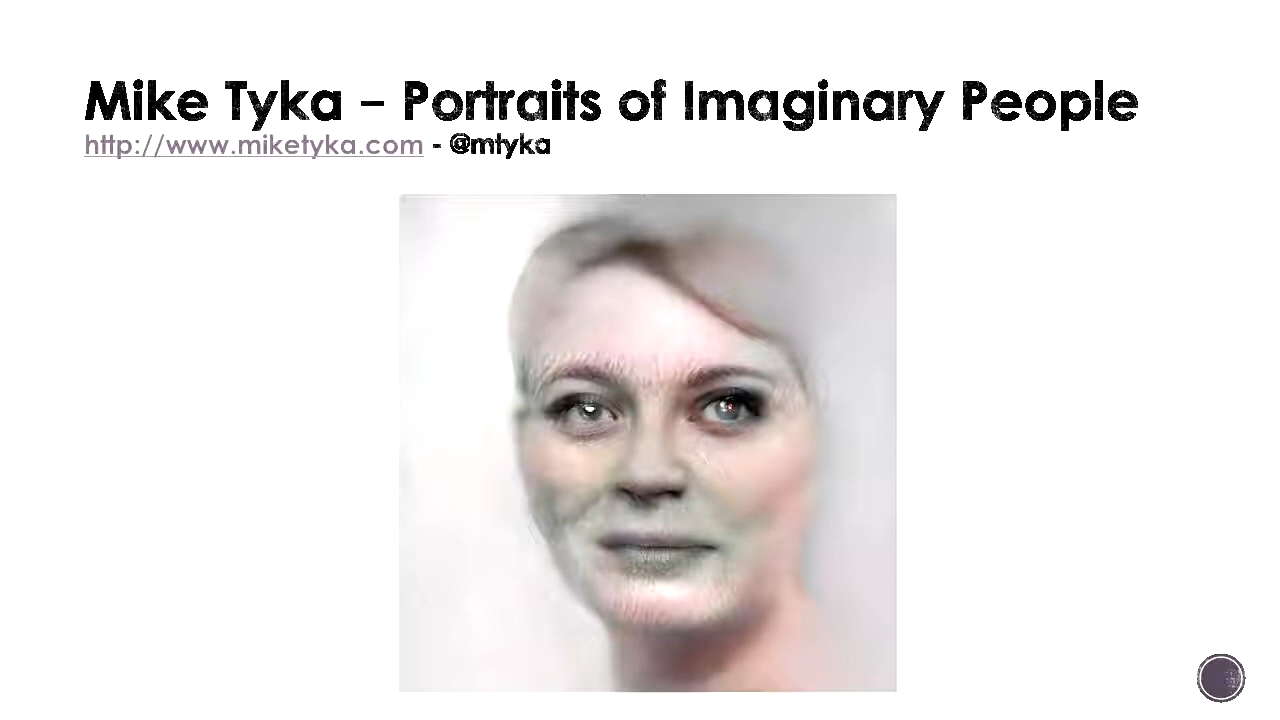 Mike Tyka – Portraits of Imaginary People
http://www.miketyka.com - @mtyka